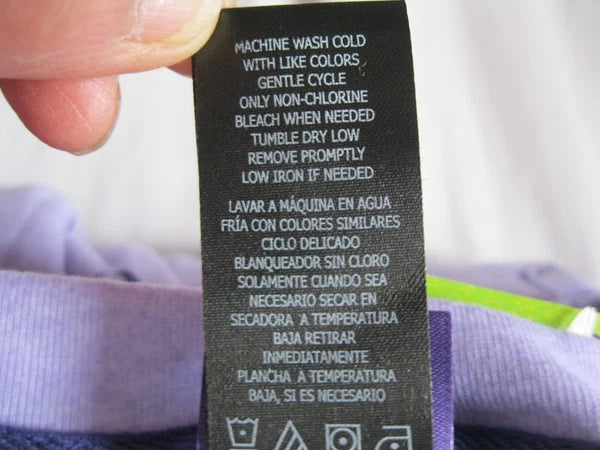 MACHINE WASH COLD
WITH LIKE COLORS
GENTLE CYCLE
ONLY NON-CHLORINE
BLEACH WHEN NEEDED
TUMBLE DRY LOW
REMOVE PROMPTLY
LOW IRON IF NEEDED
LAVAR A MÁQUINA EN AGUA
FRÍA CON COLORES SIMILARES
CICLO DELICADO
BLANQUEADOR SIN CLORO
SOLAMENTE CUANDO SEA
NECESARIO SECAR EN
SECADORA A TEMPERATURA
BAJA RETIRAR
INMEDIATAMENTE
PLANCHA A TEMPERATURA
BAJA, SI ES NECESARIO